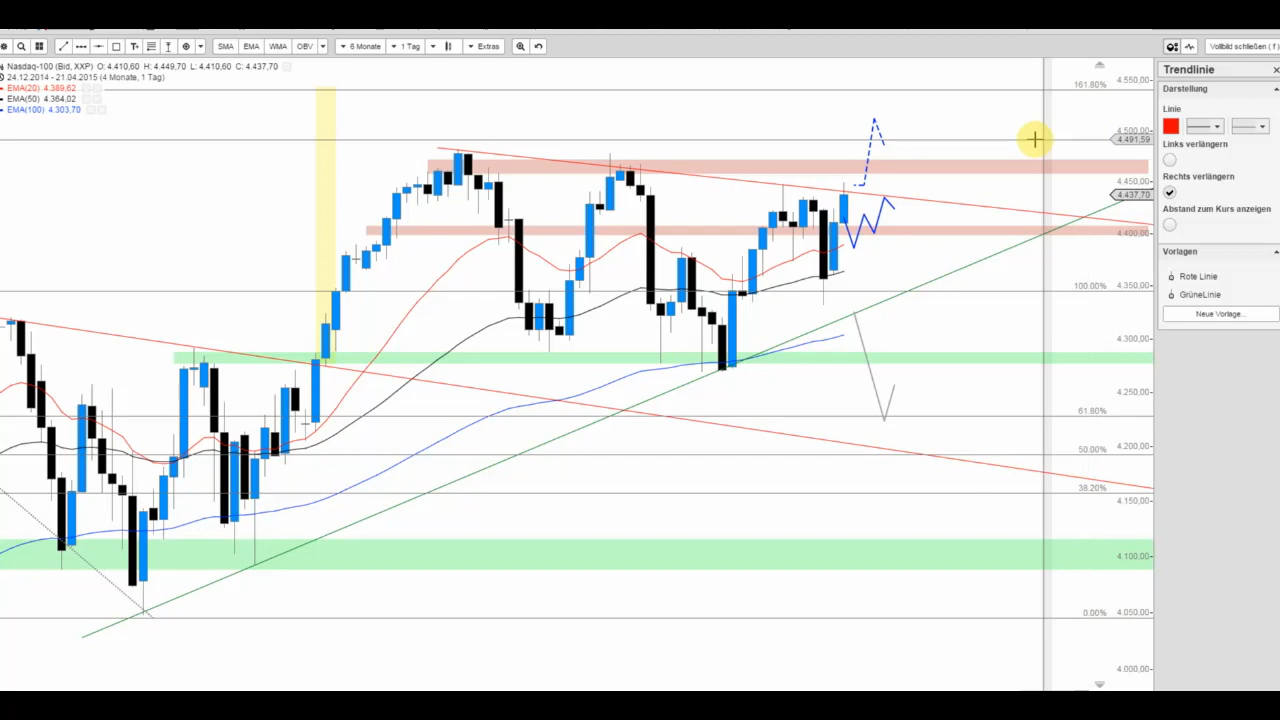 SMA EMA WMA OBV 6 Monate 1 Tag Extras Vollbild schließen ( f )
Nasdaq-100 (Bid, XXP) O: 4.410,60 H: 4.449,70 L: 4.410,60 C: 4.437,70
24.12.2014 - 21.04.2015 (4 Monate, 1 Tag)
EMA(20) 4.389,62
EMA(50) 4.364,02
EMA(100) 4.303,70
161.80%
100.00%
61.80%
50.00%
38.20%
0.00%
4.550,00
4.500,00
4.491,59
4.450,00
4.437,70
4.400,00
4.350,00
4.300,00
4.250,00
4.200,00
4.150,00
4.100,00
4.050,00
4.000,00
Trendlinie
Darstellung
Linie
Links verlängern
Rechts verlängern
Abstand zum Kurs anzeigen
Vorlagen
Rote Linie
GrüneLinie
Neue Vorlage...